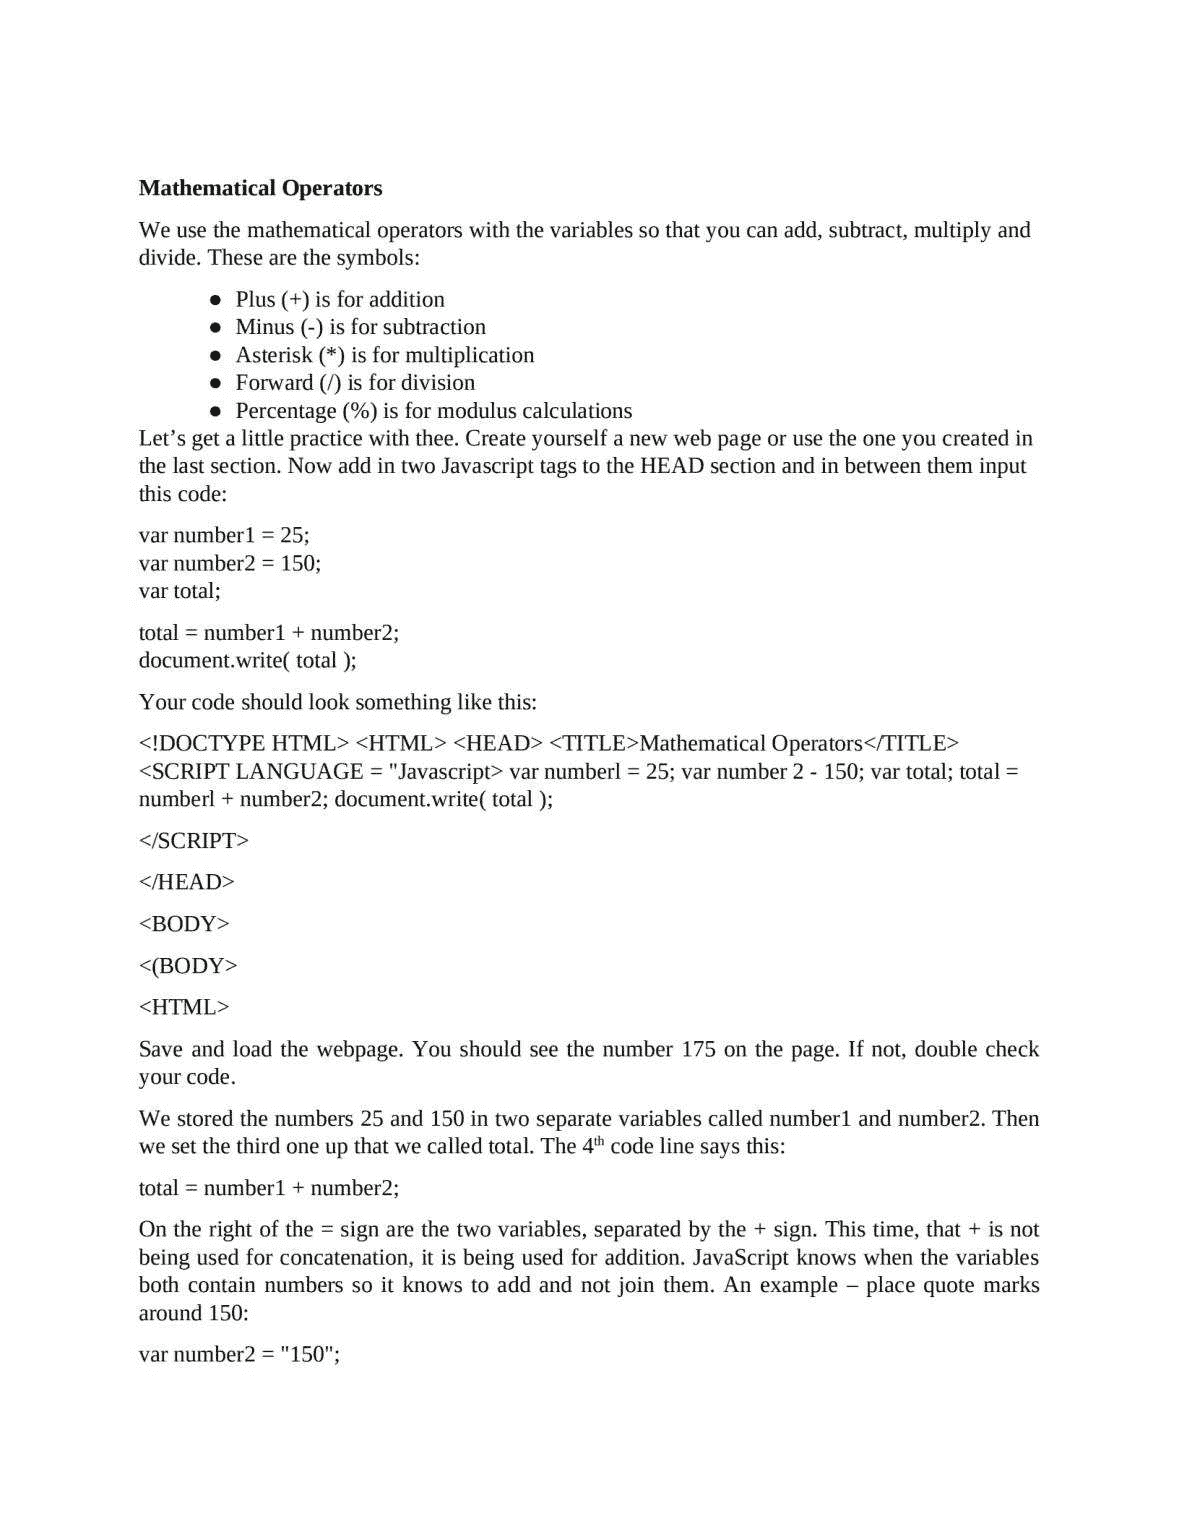 Mathematical Operators
We use the mathematical operators with the variables so that you can add, subtract, multiply and
divide. These are the symbols:
● Plus (+) is for addition
● Minus (-) is for subtraction
● Asterisk (*) is for multiplication
● Forward (/) is for division
● Percentage (%) is for modulus calculations
Let’s get a little practice with thee. Create yourself a new web page or use the one you created in
the last section. Now add in two Javascript tags to the HEAD section and in between them input
this code:
var number1 = 25;
var number2 = 150;
var total;
total = number1 + number2;
document.write( total );
Your code should look something like this:
<!DOCTYPE HTML> <HTML> <HEAD> <TITLE>Mathematical Operators</TITLE>
<SCRIPT LANGUAGE = "Javascript> var numberl = 25; var number 2 - 150; var total; total =
numberl + number2; document.write( total );
</SCRIPT>
</HEAD>
<BODY>
<(BODY>
<HTML>
Save and load the webpage. You should see the number 175 on the page. If not, double check
your code.
We stored the numbers 25 and 150 in two separate variables called number1 and number2. Then
we set the third one up that we called total. The 4th code line says this:
total = number1 + number2;
On the right of the = sign are the two variables, separated by the + sign. This time, that + is not
being used for concatenation, it is being used for addition. JavaScript knows when the variables
both contain numbers so it knows to add and not join them. An example – place quote marks
around 150:
var number2 = "150";